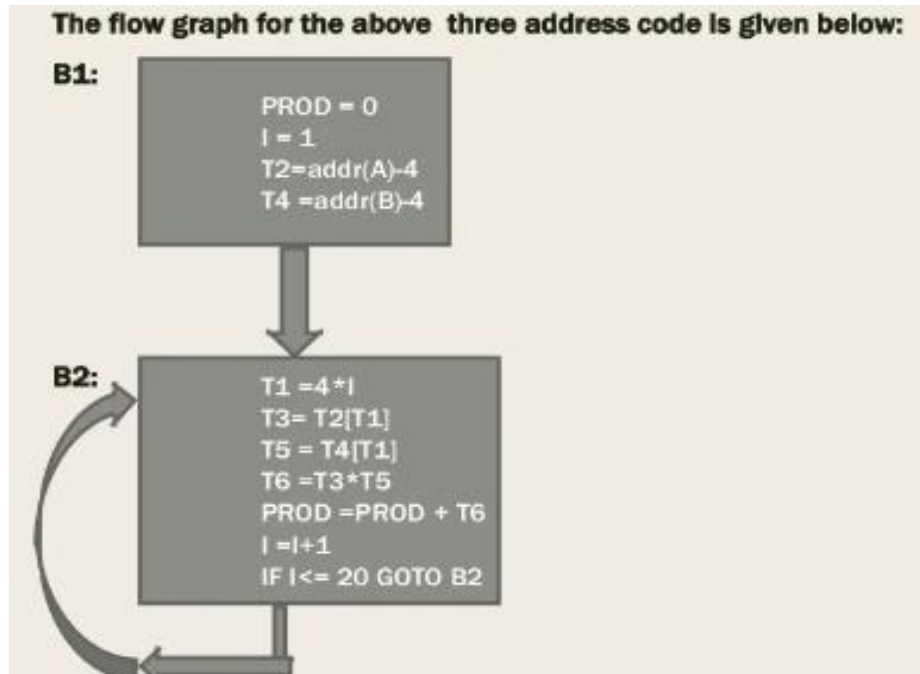 The flow graph for the above three address code is given below:
B1:
PROD = 0
I = 1
T2=addr(A)-4
T4 =addr(B)-4
B2:
T1 =4*I
T3= T2[T1]
T5 = T4[T1]
T6 =T3*T5
PROD =PROD + T6
I =I+1
IF I<= 20 GOTO B2